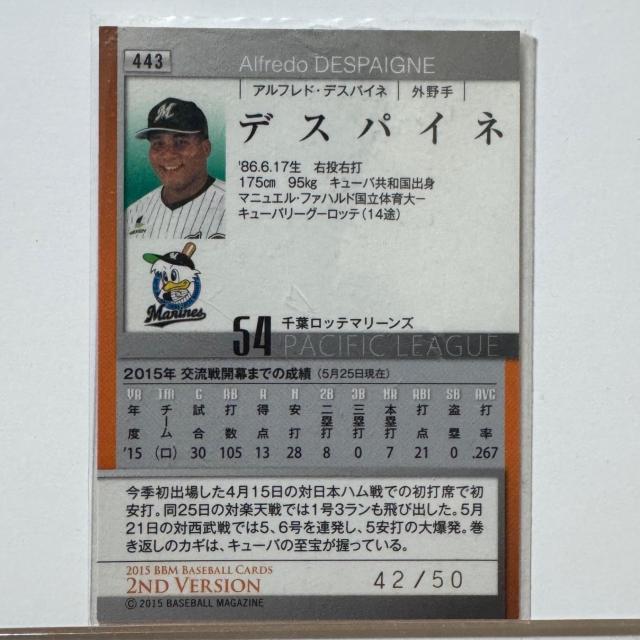 443
Alfredo DESPAIGNE
アルフレド・デスパイネ 外野手
デスパイネ
'86.6.17生 右投右打
175㎝ 95㎏ キューバ共和国出身
マニュエル・ファハルド国立体育大ー
キューバリーグーロッテ(14途)
M
Marines
54 千葉ロッテマリーンズ
PACIFIC LEAGUE
2015年 交流戦開幕までの成績(5月25日現在)
YR TM G AB R H 2B 3B HR RBI SB AVG
年度 チーム 試合 打数 得点 安打 二塁打 三塁打 本塁打 打点 盗塁 打率
'15 (ロ) 30 105 13 28 8 0 7 21 0 .267
今季初出場した4月15日の対日本ハム戦での初打席で初
安打。同25日の対楽天戦では1号3ランも飛び出した。5月
21日の対西武戦では5、6号を連発し、5安打の大爆発。巻
き返しのカギは、キューバの至宝が握っている。
2015 BBM BASEBALL CARDS
2ND VERSION
42/50
©2015 BASEBALL MAGAZINE